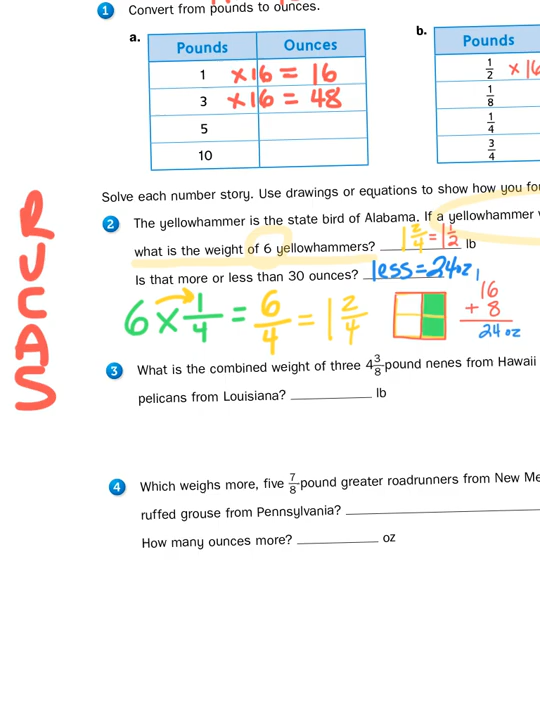 1 Convert from pounds to ounces.
a.
Pounds Ounces
1 ×16 = 16
3 ×16 = 48
5
10
b.
Pounds
1/2 × 16
1/8
1/4
3/4
RUCAS
Solve each number story. Use drawings or equations to show how you fo
2 The yellowhammer is the state bird of Alabama. If a yellowhammer
what is the weight of 6 yellowhammers? 1 2/4 = 1 1/2 lb
Is that more or less than 30 ounces? less = 24oz
6 × 1/4 = 6/4 = 1 2/4
16
+ 8
24 oz
3 What is the combined weight of three 4 3/8-pound nenes from Hawaii
pelicans from Louisiana? ________ lb
4 Which weighs more, five 7/8-pound greater roadrunners from New Me
ruffed grouse from Pennsylvania? ________
How many ounces more? ________ oz